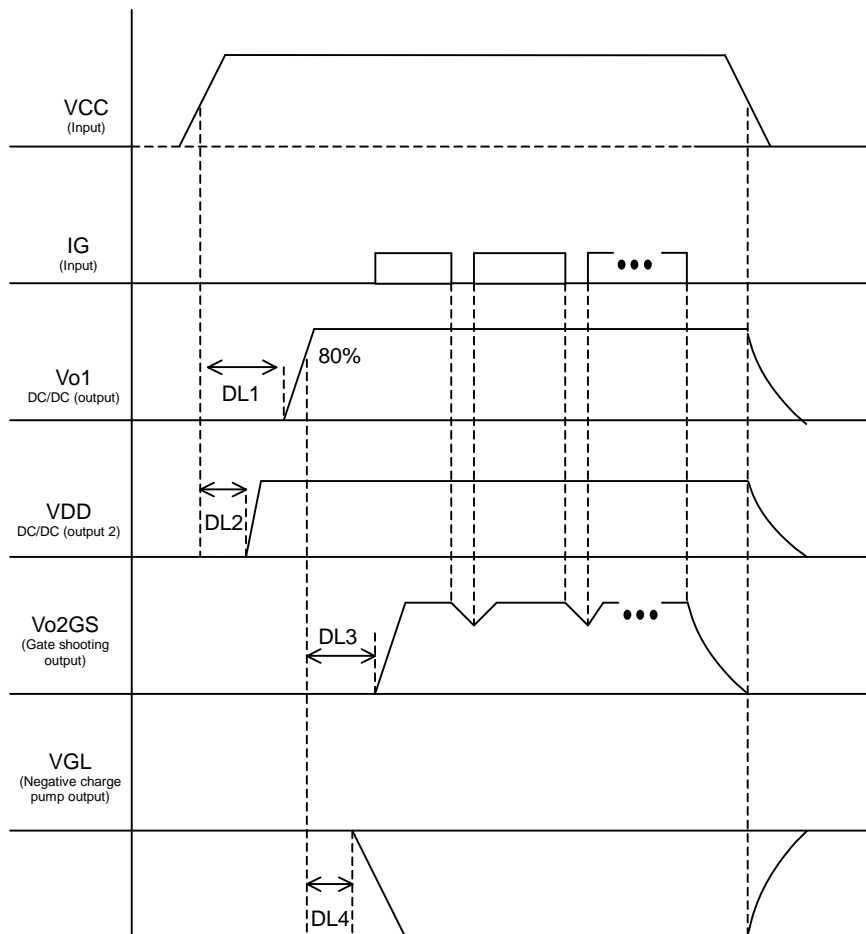 VCC
(Input)
IG
(Input)
80%
Vo1
DC/DC (output)
DL1
VDD
DC/DC (output 2)
DL2
Vo2GS
(Gate shooting
output)
DL3
VGL
(Negative charge
pump output)
DL4